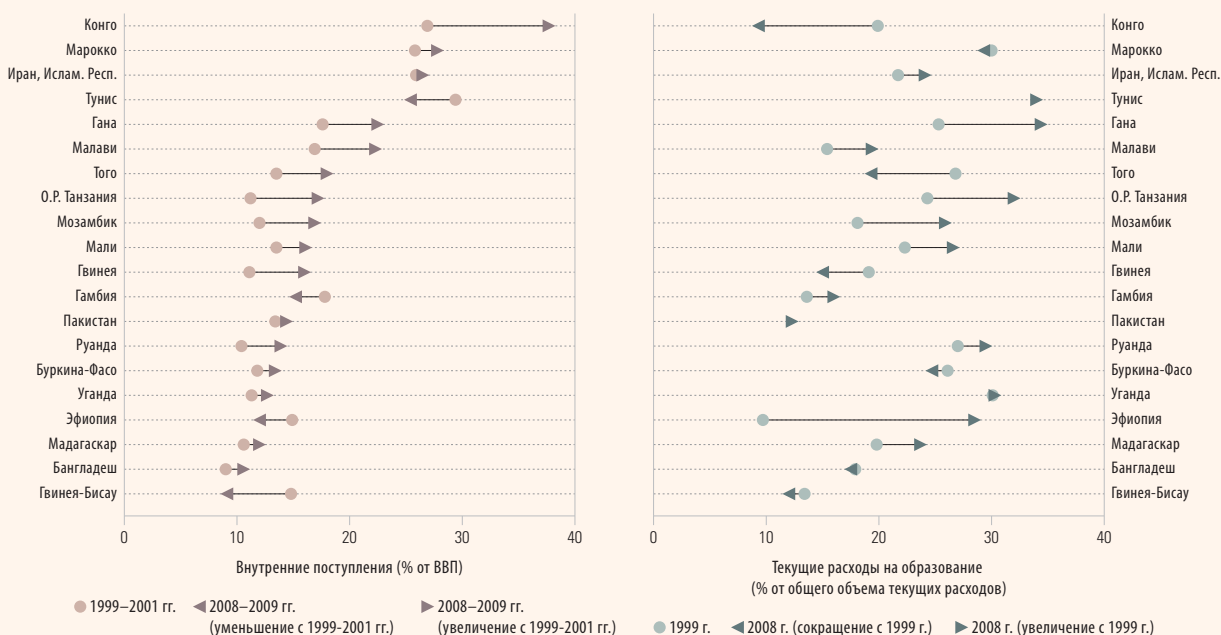 Конго
Марокко
Иран, Ислам. Респ.
Тунис
Гана
Малави
Того
О.Р. Танзания
Мозамбик
Мали
Гвинея
Гамбия
Пакистан
Руанда
Буркина-Фасо
Уганда
Эфиопия
Мадагаскар
Бангладеш
Гвинея-Бисау
0 10 20 30 40
Внутренние поступления (% от ВВП)
1999–2001 гг.
2008–2009 гг.
(уменьшение с 1999-2001 гг.)
2008–2009 гг.
(увеличение с 1999-2001 гг.)
Конго
Марокко
Иран, Ислам. Респ.
Тунис
Гана
Малави
Того
О.Р. Танзания
Мозамбик
Мали
Гвинея
Гамбия
Пакистан
Руанда
Буркина-Фасо
Уганда
Эфиопия
Мадагаскар
Бангладеш
Гвинея-Бисау
0 10 20 30 40
Текущие расходы на образование
(% от общего объема текущих расходов)
1999 г.
2008 г. (сокращение с 1999 г.)
2008 г. (увеличение с 1999 г.)